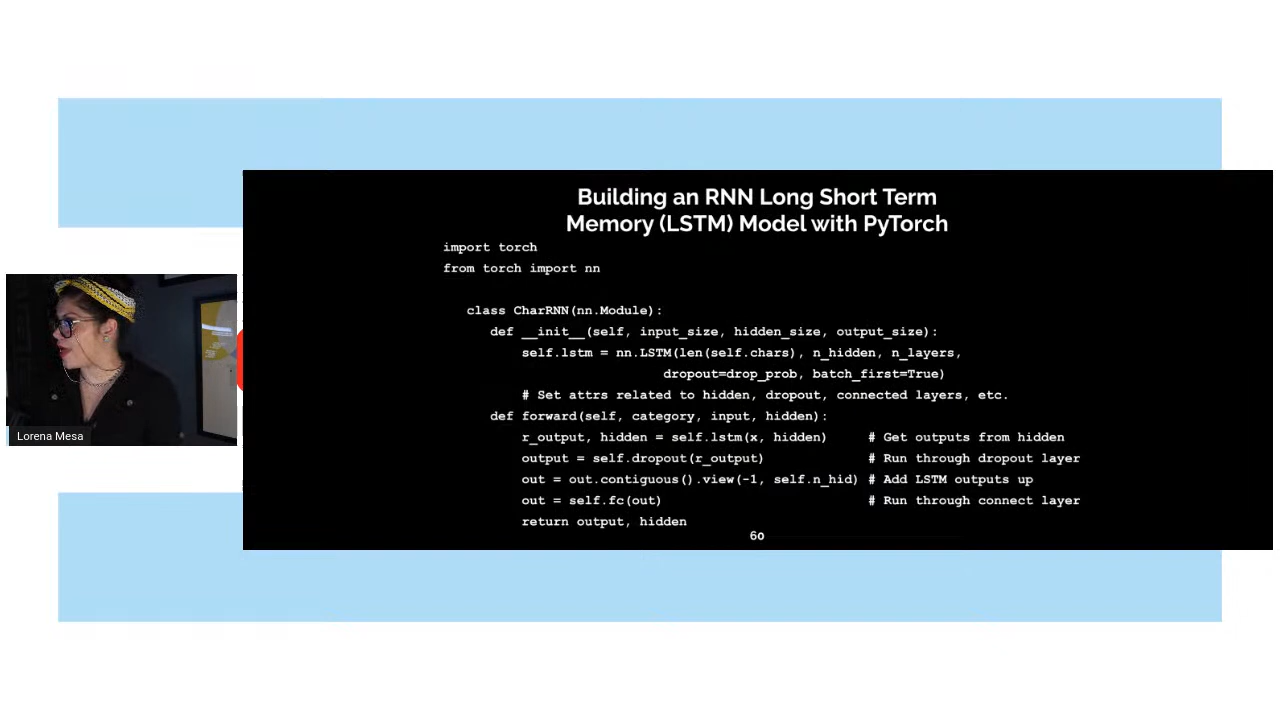 Building an RNN Long Short Term
Memory (LSTM) Model with PyTorch
import torch
from torch import nn
class CharRNN(nn.Module):
def __init__(self, input_size, hidden_size, output_size):
self.lstm = nn.LSTM(len(self.chars), n_hidden, n_layers,
dropout=drop_prob, batch_first=True)
# Set attrs related to hidden, dropout, connected layers, etc.
def forward(self, category, input, hidden):
r_output, hidden = self.lstm(x, hidden) # Get outputs from hidden
output = self.dropout(r_output) # Run through dropout layer
out = out.contiguous().view(-1, self.n_hid) # Add LSTM outputs up
out = self.fc(out) # Run through connect layer
return output, hidden
60
Lorena Mesa